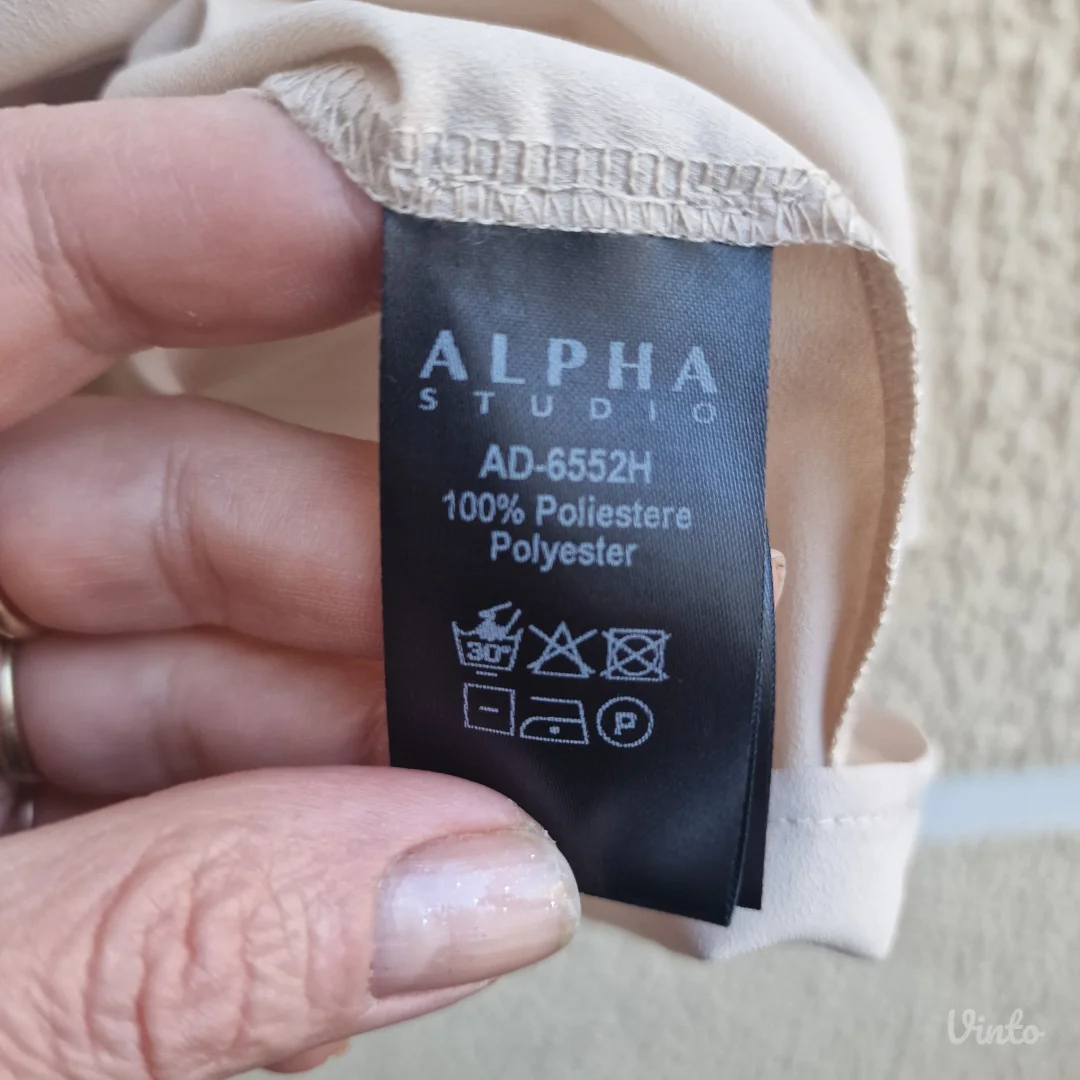 ALPHA
STUDIO
AD-6552H
100% Poliestere
Polyester
30°
P
Vinto